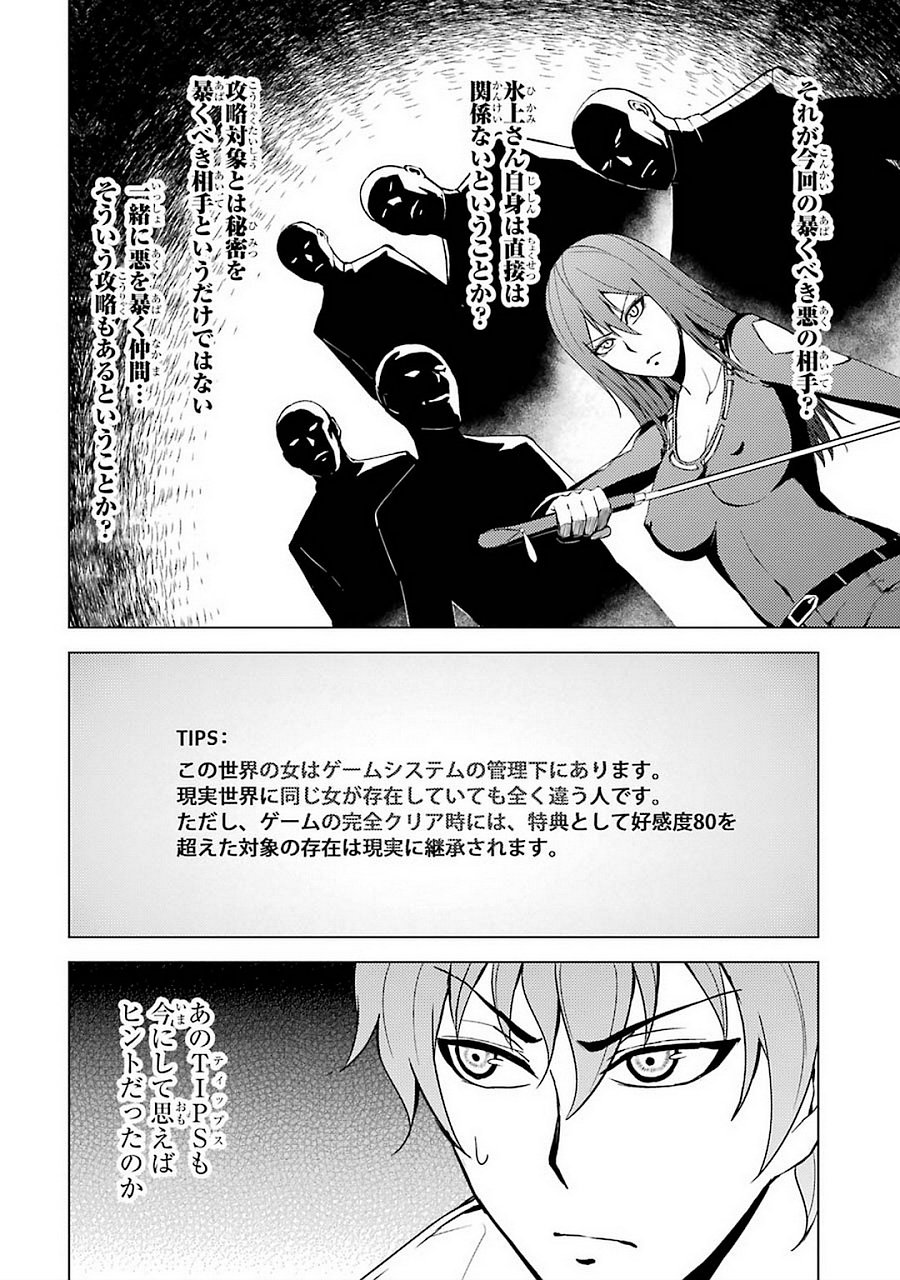 それが今回の暴くべき悪の相手？
氷上さん自身は直接は
関係ないということか？
攻略対象とは秘密を
暴くべき相手というだけではない
一緒に悪を暴く仲間…
そういう攻略もあるということか？
TIPS：
この世界の女はゲームシステムの管理下にあります。
現実世界に同じ女が存在していても全く違う人です。
ただし、ゲームの完全クリア時には、特典として好感度80を
超えた対象の存在は現実に継承されます。
あのTIPSも
今にして思えば
ヒントだったのか